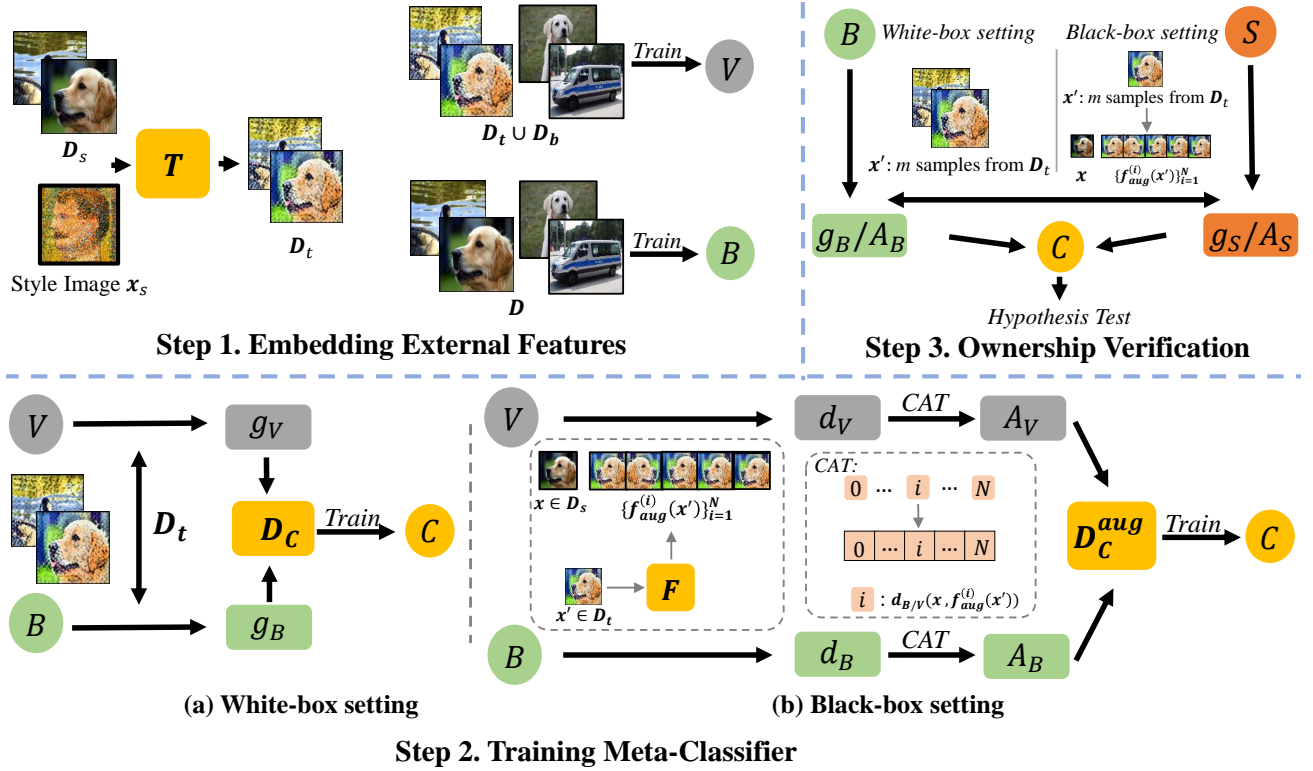 D_s
T
Style Image x_s
D_t
Train
V
D_t ∪ D_b
Train
B
D
Step 1. Embedding External Features
B
White-box setting
Black-box setting
S
x': m samples from D_t
x': m samples from D_t
x
{f_aug^(i)(x')}_{i=1}^N
g_B/A_B
C
g_S/A_S
Hypothesis Test
Step 3. Ownership Verification
V
g_V
D_t
D_C
Train
C
B
g_B
(a) White-box setting
V
d_V
CAT
A_V
x ∈ D_s
{f_aug^(i)(x')}_{i=1}^N
x' ∈ D_t
F
CAT:
0 ... i ... N
0 ... i ... N
i : d_{B/V}(x, f_aug^(i)(x'))
D_C^aug
Train
C
B
d_B
CAT
A_B
(b) Black-box setting
Step 2. Training Meta-Classifier